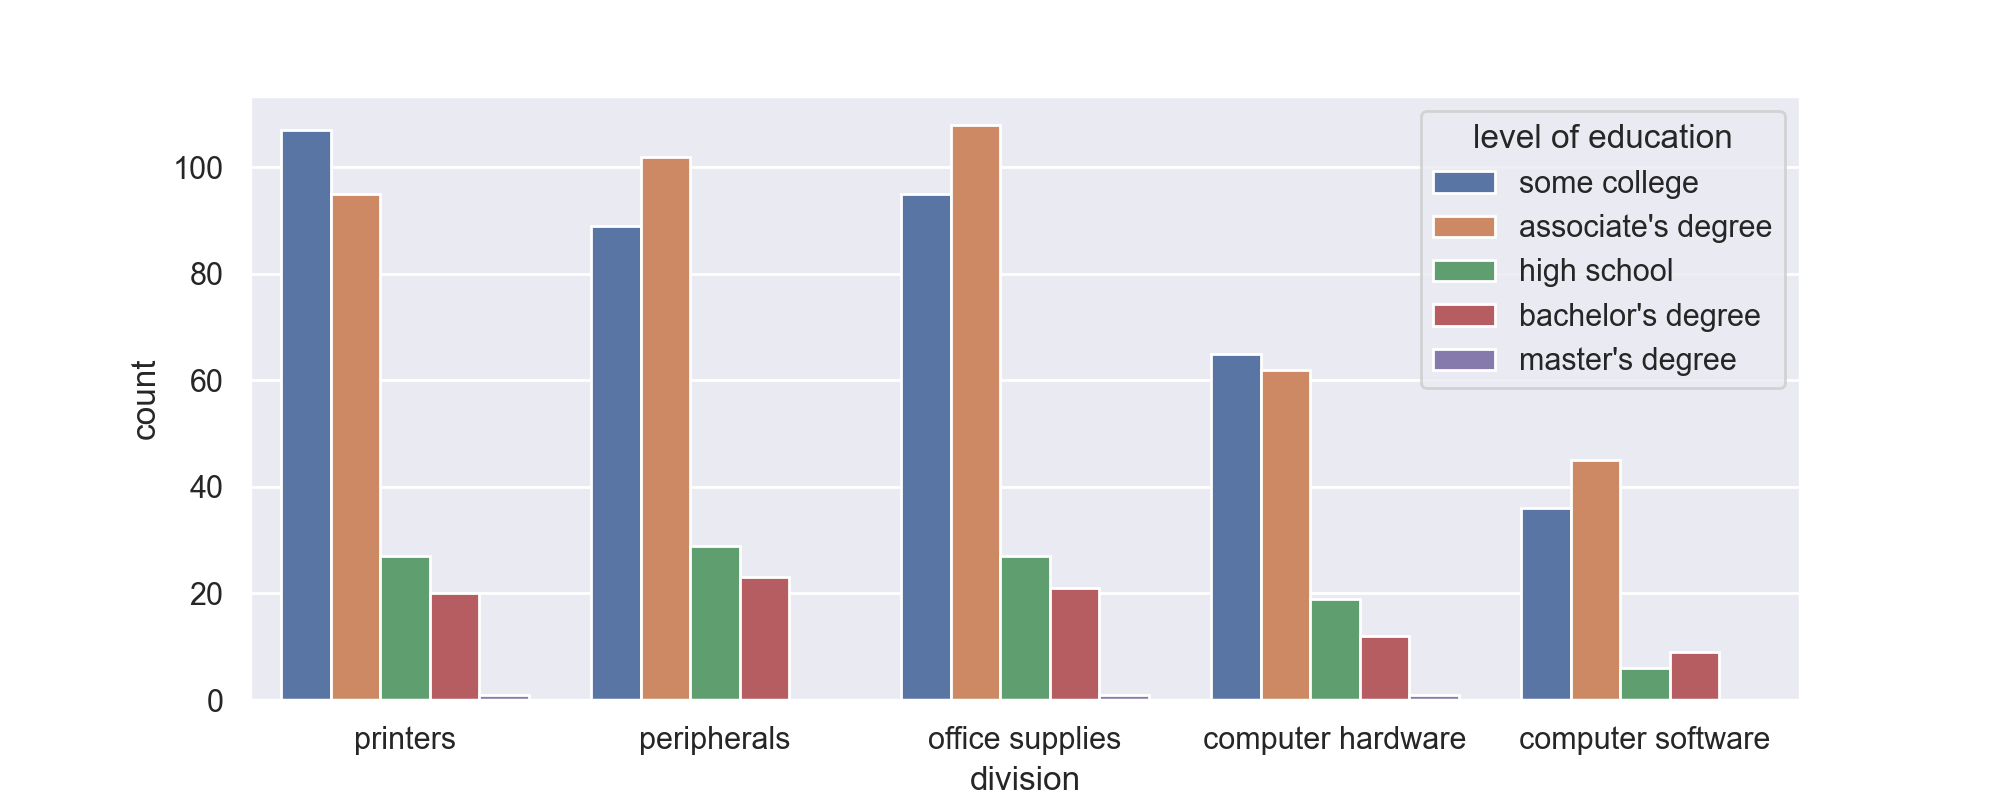 level of education
some college
associate's degree
high school
bachelor's degree
master's degree
100
80
60
40
20
0
count
printers peripherals office supplies computer hardware computer software
division